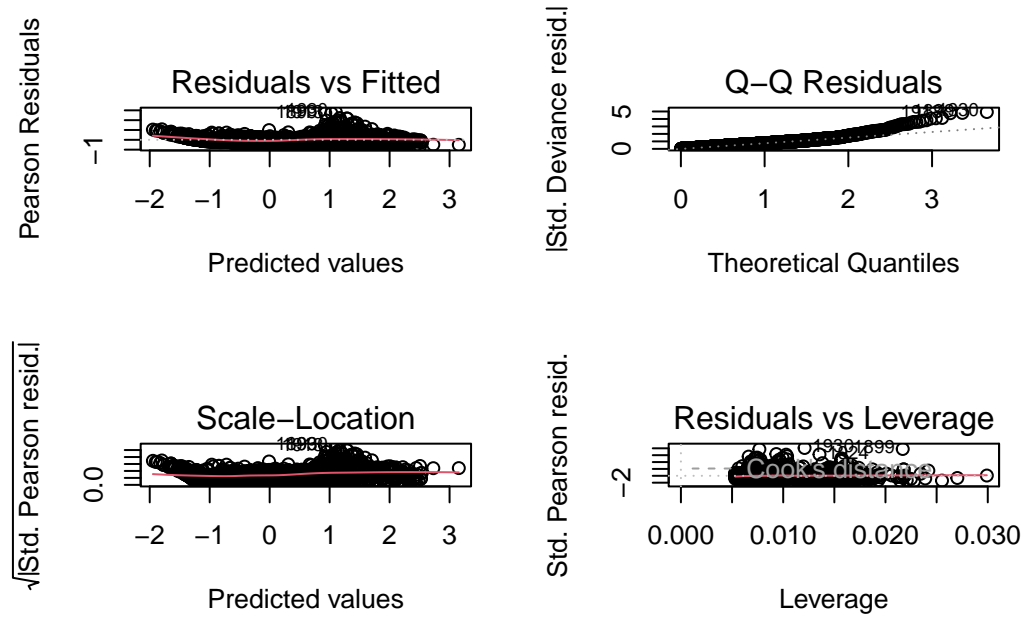 Residuals vs Fitted
Pearson Residuals
−1
−2 −1 0 1 2 3
Predicted values
Q−Q Residuals
|Std. Deviance resid.|
0 5
1930
0 1 2 3
Theoretical Quantiles
Scale−Location
√|Std. Pearson resid.|
0.0
−2 −1 0 1 2 3
Predicted values
Residuals vs Leverage
Std. Pearson resid.
−2
1930 1899
Cook's distance
0.000 0.010 0.020 0.030
Leverage